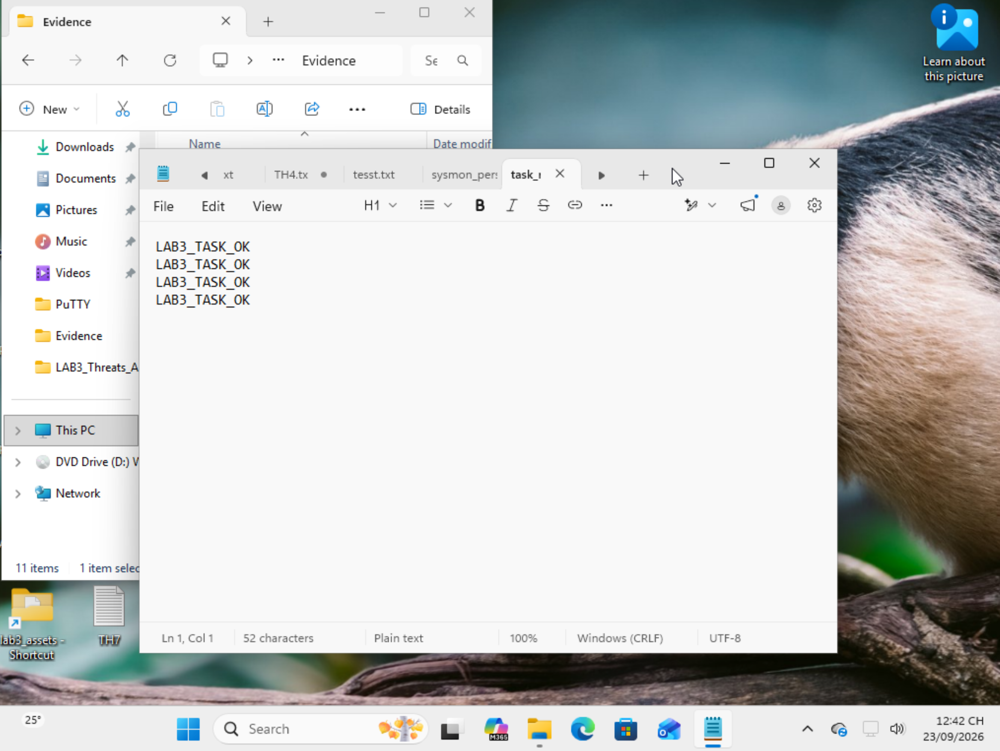 Evidence
Evidence
Se
New
Details
Name
Date modif
Downloads
Documents
Pictures
Music
Videos
PuTTY
Evidence
LAB3_Threats_A
This PC
DVD Drive (D:) V
Network
11 items
1 item selec
xt
TH4.tx
tesst.txt
sysmon_pers
task_r
File
Edit
View
H1
B
I
S
LAB3_TASK_OK
LAB3_TASK_OK
LAB3_TASK_OK
LAB3_TASK_OK
Ln 1, Col 1
52 characters
Plain text
100%
Windows (CRLF)
UTF-8
Learn about
this picture
lab3_assets -
Shortcut
TH7
25°
Search
M365
12:42 CH
23/09/2026